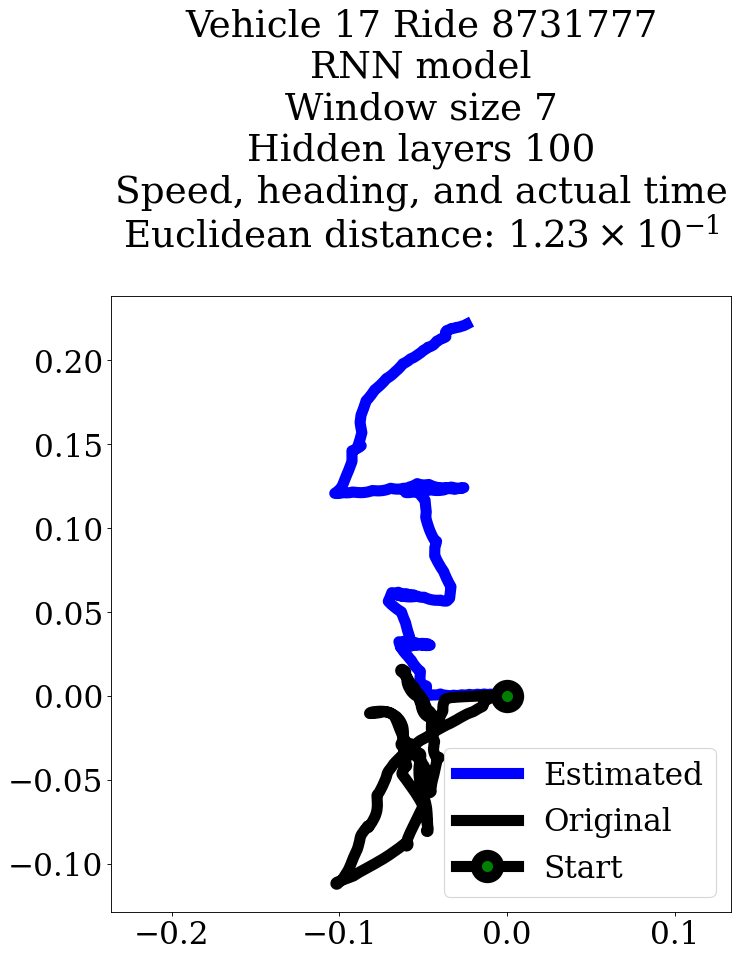 Vehicle 17 Ride 8731777
RNN model
Window size 7
Hidden layers 100
Speed, heading, and actual time
Euclidean distance: 1.23 × 10⁻¹
0.20
0.15
0.10
0.05
0.00
−0.05
−0.10
Estimated
Original
Start
−0.2
−0.1
0.0
0.1